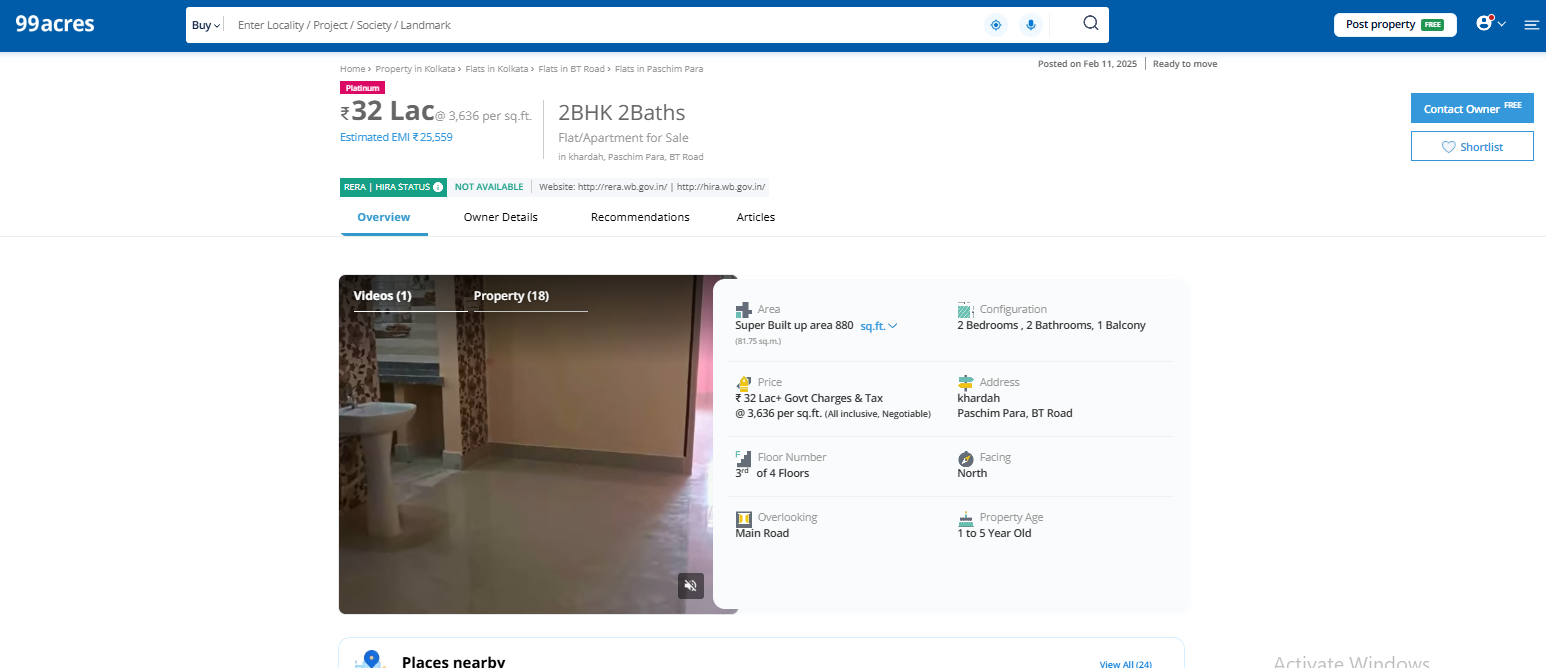 99acres
Buy
Enter Locality / Project / Society / Landmark
Post property FREE
Home › Property in Kolkata › Flats in Kolkata › Flats in BT Road › Flats in Paschim Para
Posted on Feb 11, 2025 | Ready to move
Platinum
₹32 Lac @ 3,636 per sq.ft.
Estimated EMI ₹25,559
2BHK 2Baths
Flat/Apartment for Sale
in khardah, Paschim Para, BT Road
Contact Owner FREE
Shortlist
RERA | HIRA STATUS i NOT AVAILABLE | Website: http://rera.wb.gov.in/ | http://hira.wb.gov.in/
Overview Owner Details Recommendations Articles
Videos (1) Property (18)
Area
Super Built up area 880 sq.ft.
(81.75 sq.m.)
Configuration
2 Bedrooms , 2 Bathrooms, 1 Balcony
Price
₹ 32 Lac+ Govt Charges & Tax
@ 3,636 per sq.ft. (All inclusive, Negotiable)
Address
khardah
Paschim Para, BT Road
F
Floor Number
3rd of 4 Floors
Facing
North
Overlooking
Main Road
Property Age
1 to 5 Year Old
Places nearby
View All (24)
Activate Windows